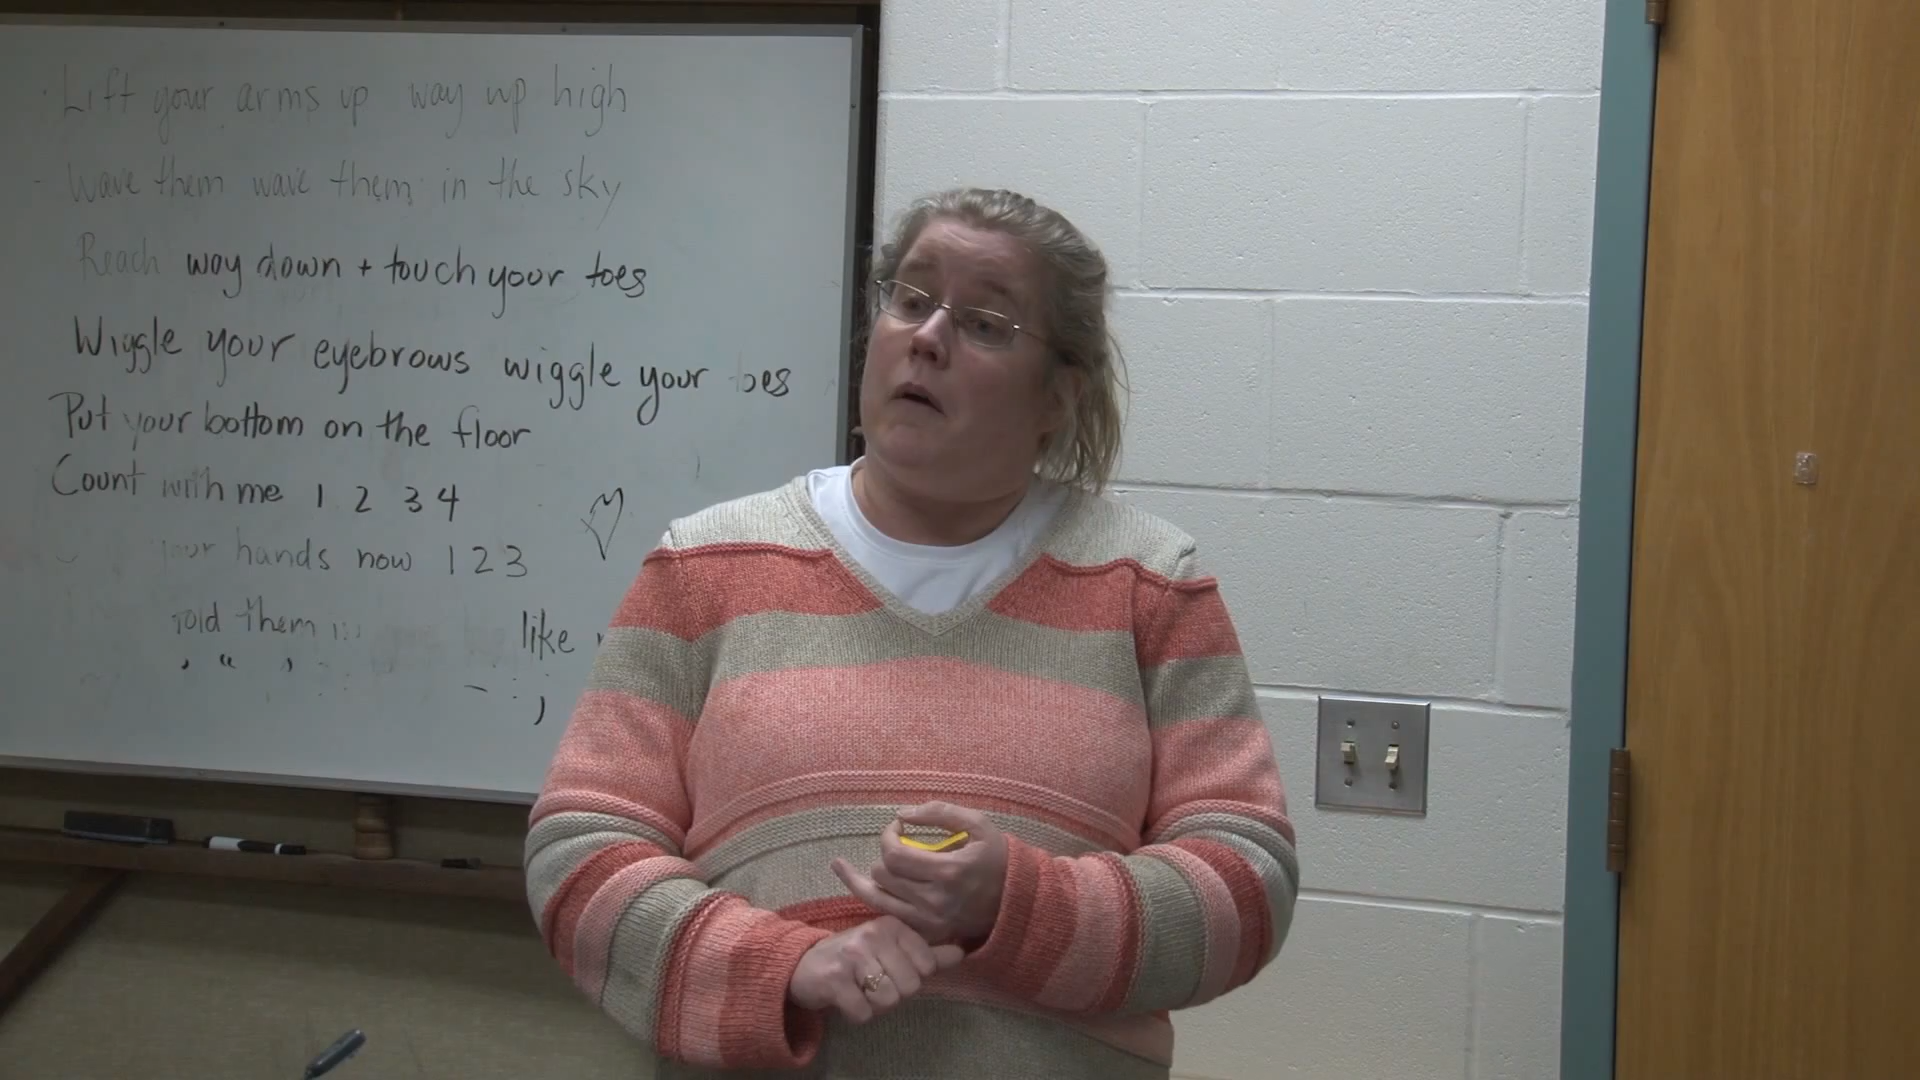 Lift your arms up way up high
- Wave them wave them in the sky
Reach way down + touch your toes
Wiggle your eyebrows wiggle your oes
Put your bottom on the floor
Count with me 1 2 3 4
your hands now 1 2 3
them like